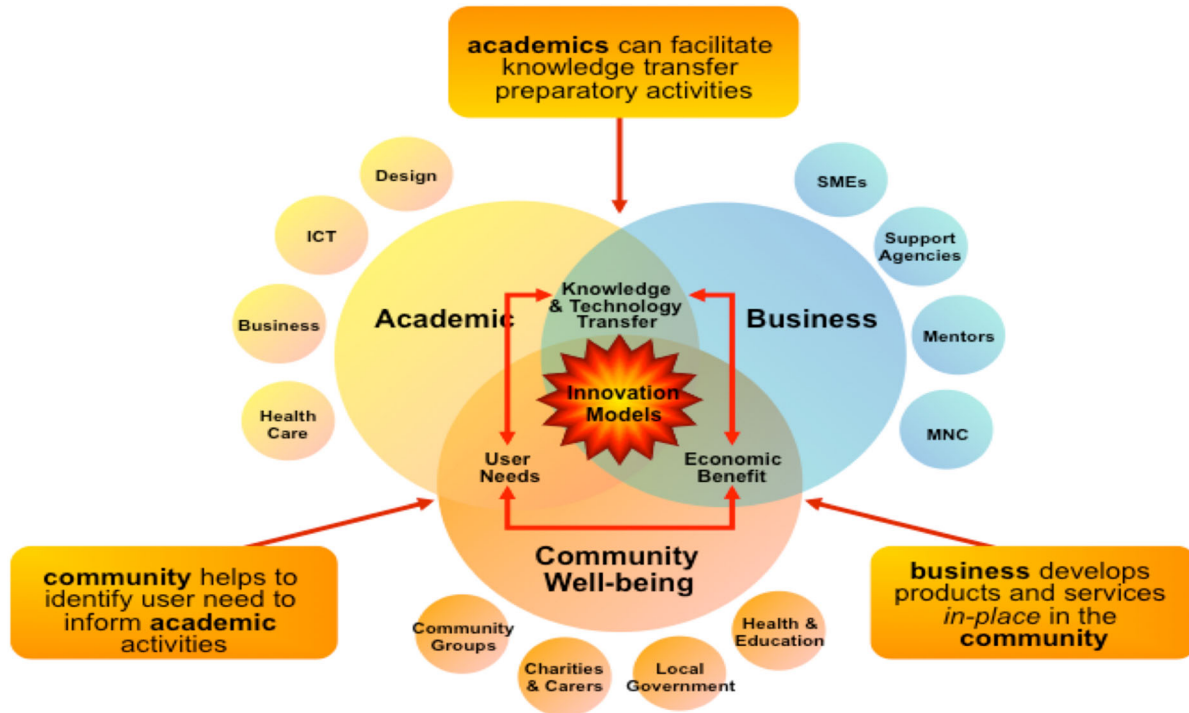 academics can facilitate
knowledge transfer
preparatory activities
Design
ICT
Business
Health
Care
SMEs
Support
Agencies
Mentors
MNC
Academic
Knowledge
& Technology
Transfer
Business
Innovation
Models
User
Needs
Economic
Benefit
Community
Well-being
community helps to
identify user need to
inform academic
activities
business develops
products and services
in-place in the
community
Community
Groups
Charities
& Carers
Local
Government
Health &
Education